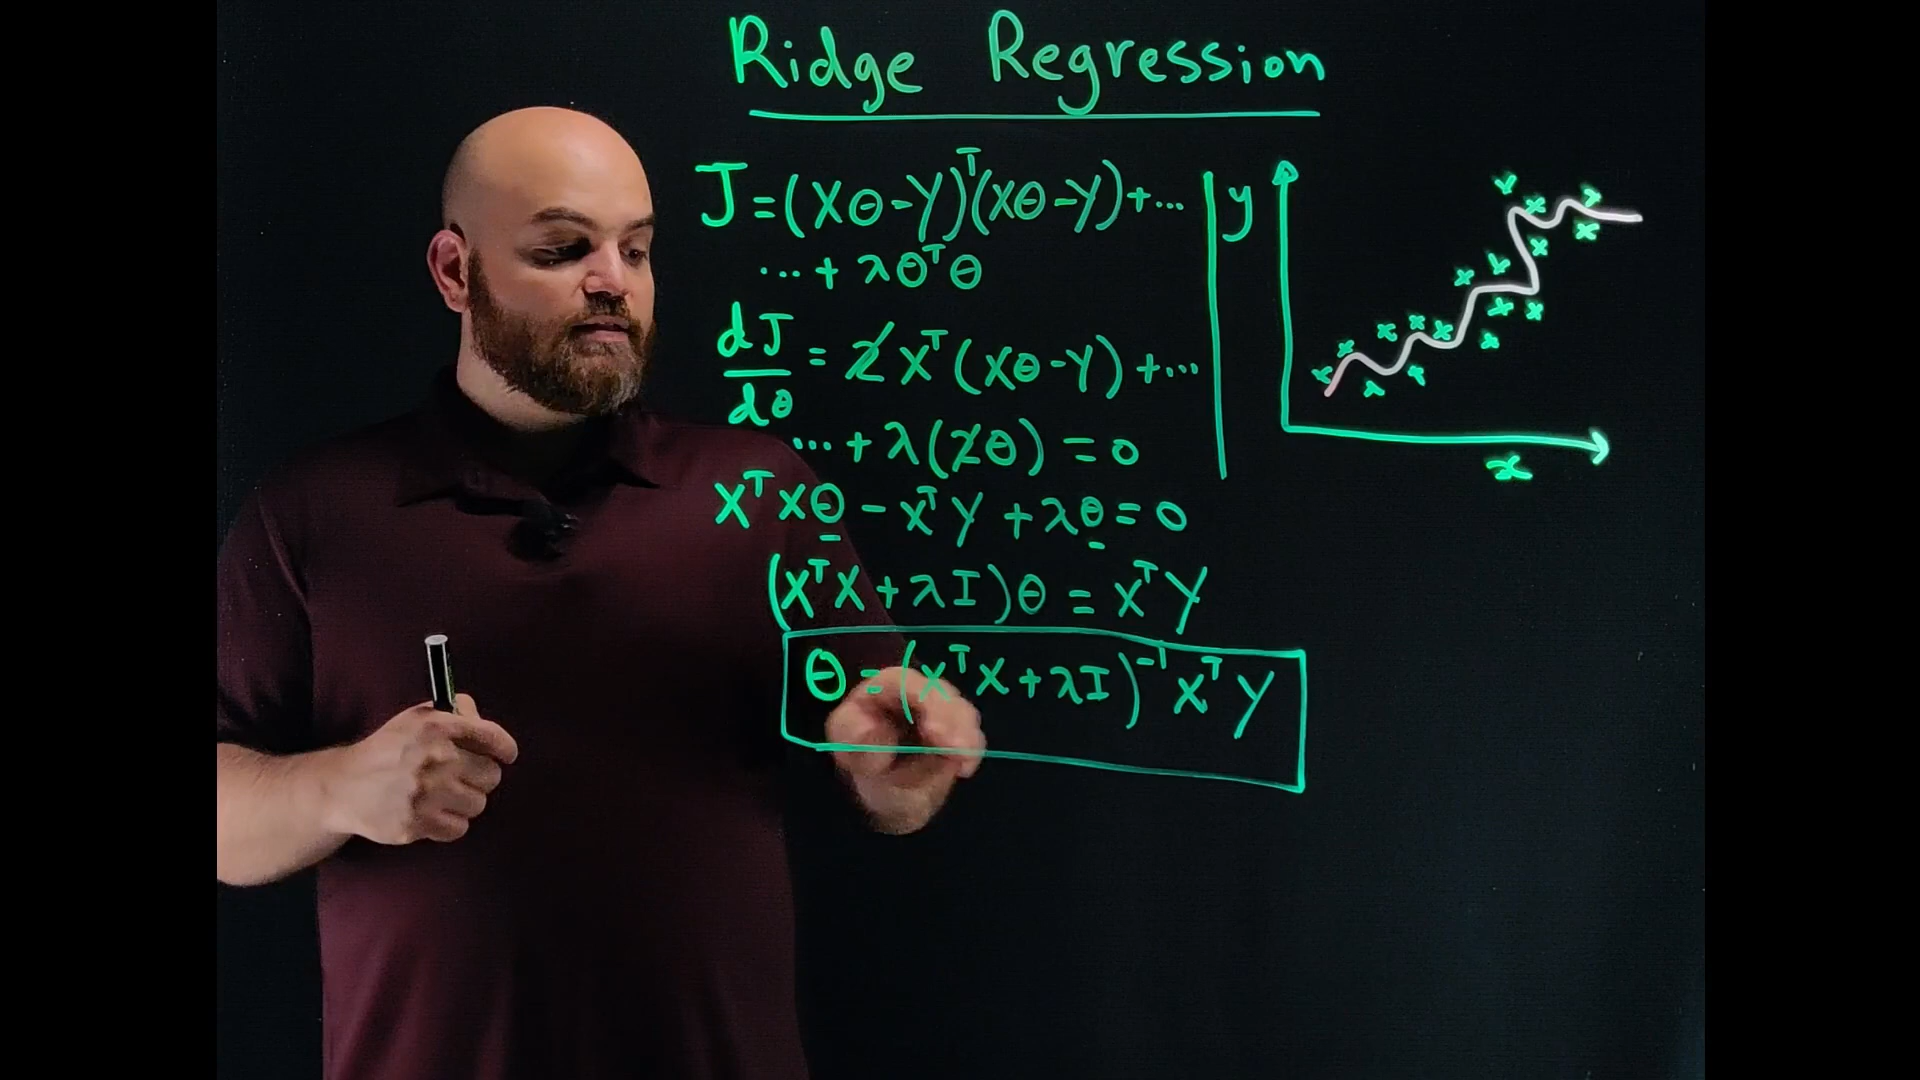 Ridge Regression
J = (Xθ - Y)ᵀ(Xθ - Y) + ...
... + λθᵀθ
dJ/dθ = 2Xᵀ(Xθ - Y) + ...
... + λ(2θ) = 0
XᵀXθ - XᵀY + λθ = 0
(XᵀX + λI)θ = XᵀY
θ = (XᵀX + λI)⁻¹XᵀY
y
x